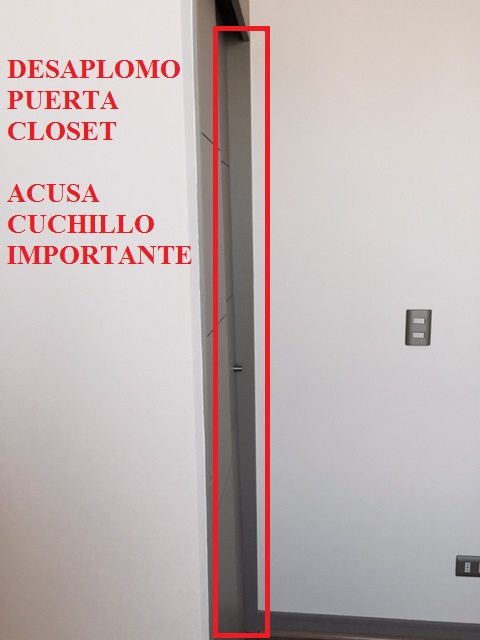 DESAPLOMO
PUERTA
CLOSET
ACUSA
CUCHILLO
IMPORTANTE